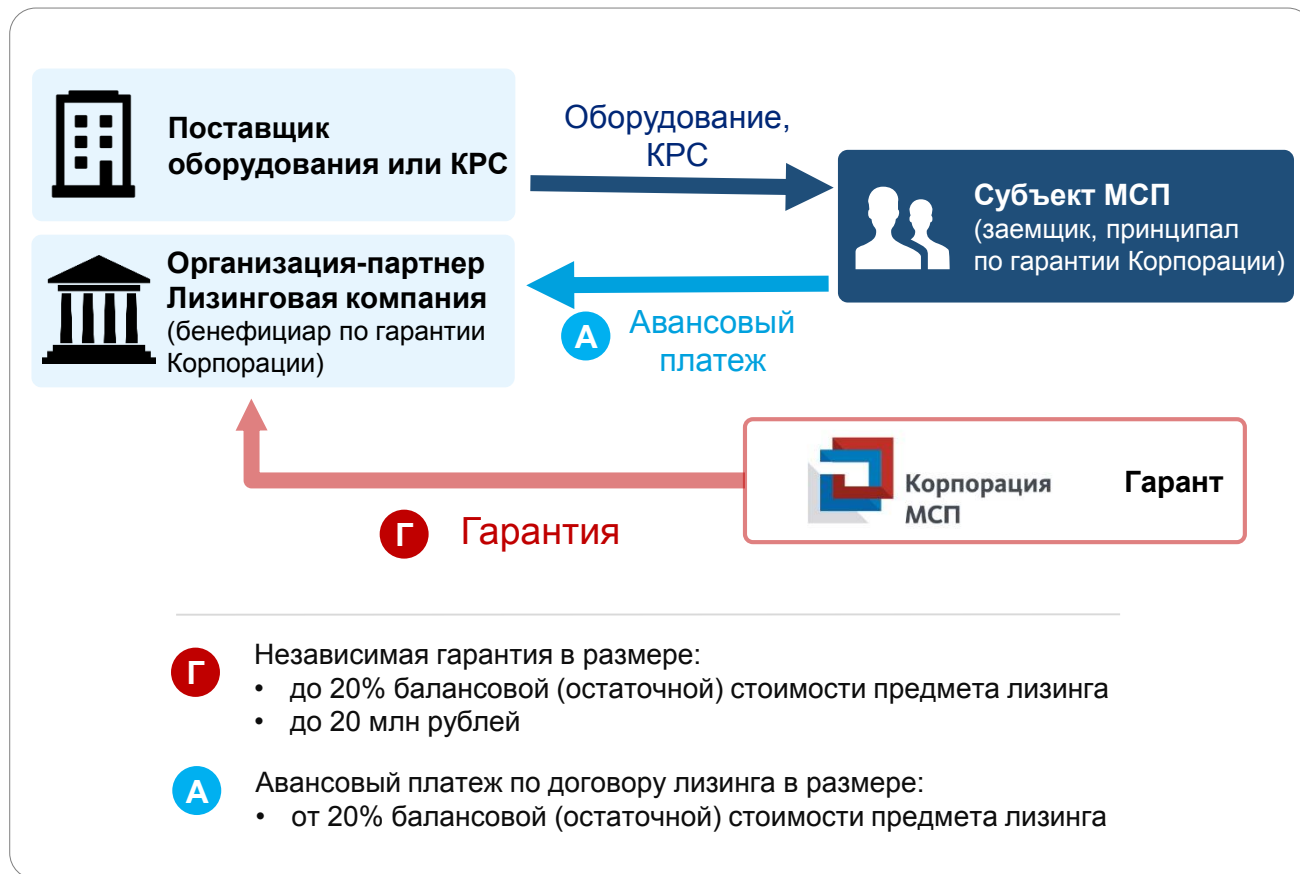 Поставщик
оборудования или КРС
Оборудование,
КРС
Субъект МСП
(заемщик, принципал
по гарантии Корпорации)
Организация-партнер
Лизинговая компания
(бенефициар по гарантии
Корпорации)
А
Авансовый
платеж
Корпорация
МСП
Гарант
Г
Гарантия
Г
Независимая гарантия в размере:
• до 20% балансовой (остаточной) стоимости предмета лизинга
• до 20 млн рублей
А
Авансовый платеж по договору лизинга в размере:
• от 20% балансовой (остаточной) стоимости предмета лизинга